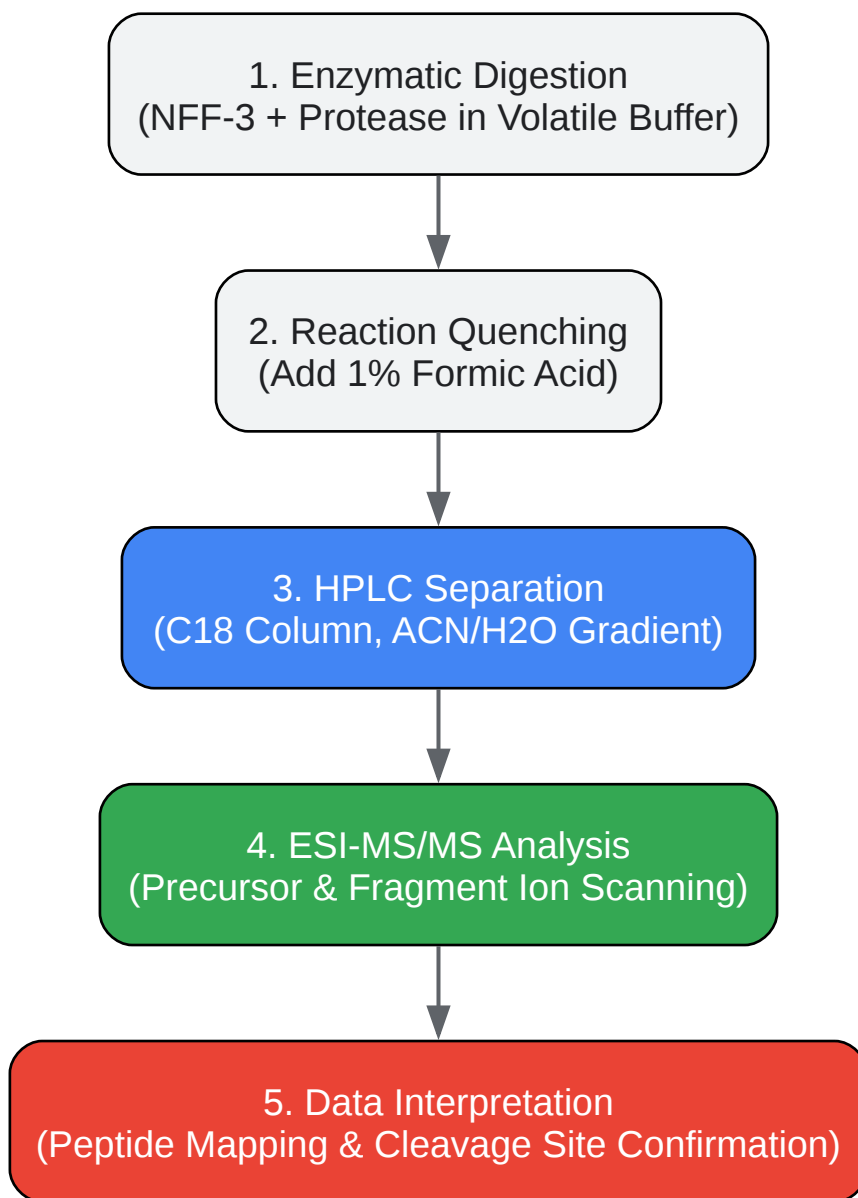 1. Enzymatic Digestion
(NFF-3 + Protease in Volatile Buffer)
2. Reaction Quenching
(Add 1% Formic Acid)
3. HPLC Separation
(C18 Column, ACN/H2O Gradient)
4. ESI-MS/MS Analysis
(Precursor & Fragment Ion Scanning)
5. Data Interpretation
(Peptide Mapping & Cleavage Site Confirmation)